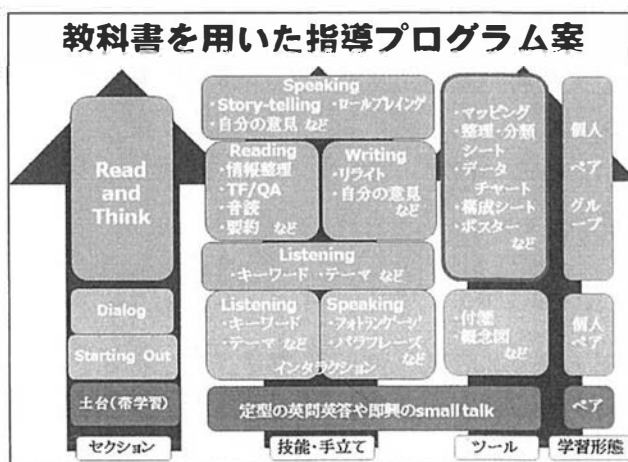 教科書を用いた指導プログラム案
Read
and
Think
Dialog
Starting Out
土台(帯学習)
セクション
Speaking
・Story-telling ・ロールプレイング
・自分の意見 など
Reading
・情報整理
・TF/QA
・音読
・要約 など
Writing
・リライト
・自分の意見
など
Listening
・キーワード ・テーマ など
Listening
・キーワード
・テーマ など
Speaking
・フォトランゲージ
・パラフレーズ
など
インタラクション
定型の英問英答や即興のsmall talk
技能・手立て
・マッピング
・整理・分類
シート
・データ
チャート
・構成シート
・ポスター
など
・付箋
・概念図
など
ツール
個人
ペア
グループ
個人
ペア
ペア
学習形態